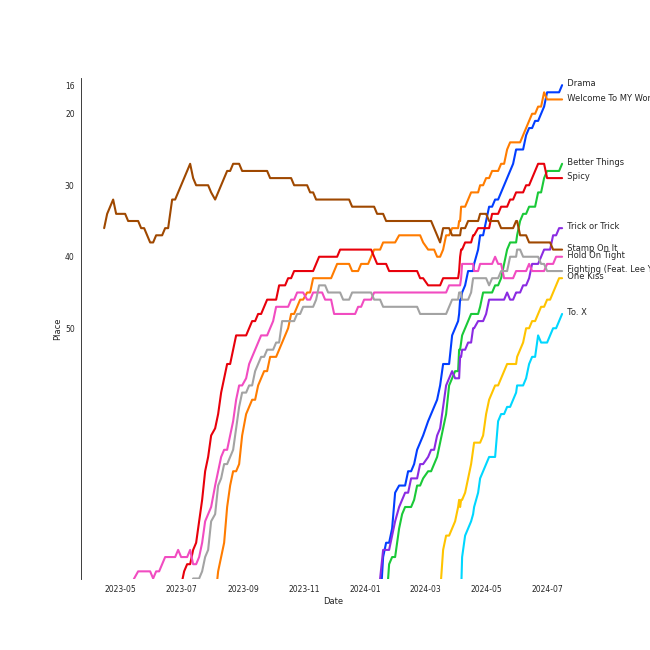 Drama
16
Welcome To MY Wor
20
Better Things
Spicy
30
Trick or Trick
Stamp On It
Hold On Tight
40
Fighting (Feat. Lee Y
One Kiss
To. X
50
Place
2023-05
2023-07
2023-09
2023-11
2024-01
2024-03
2024-05
2024-07
Date